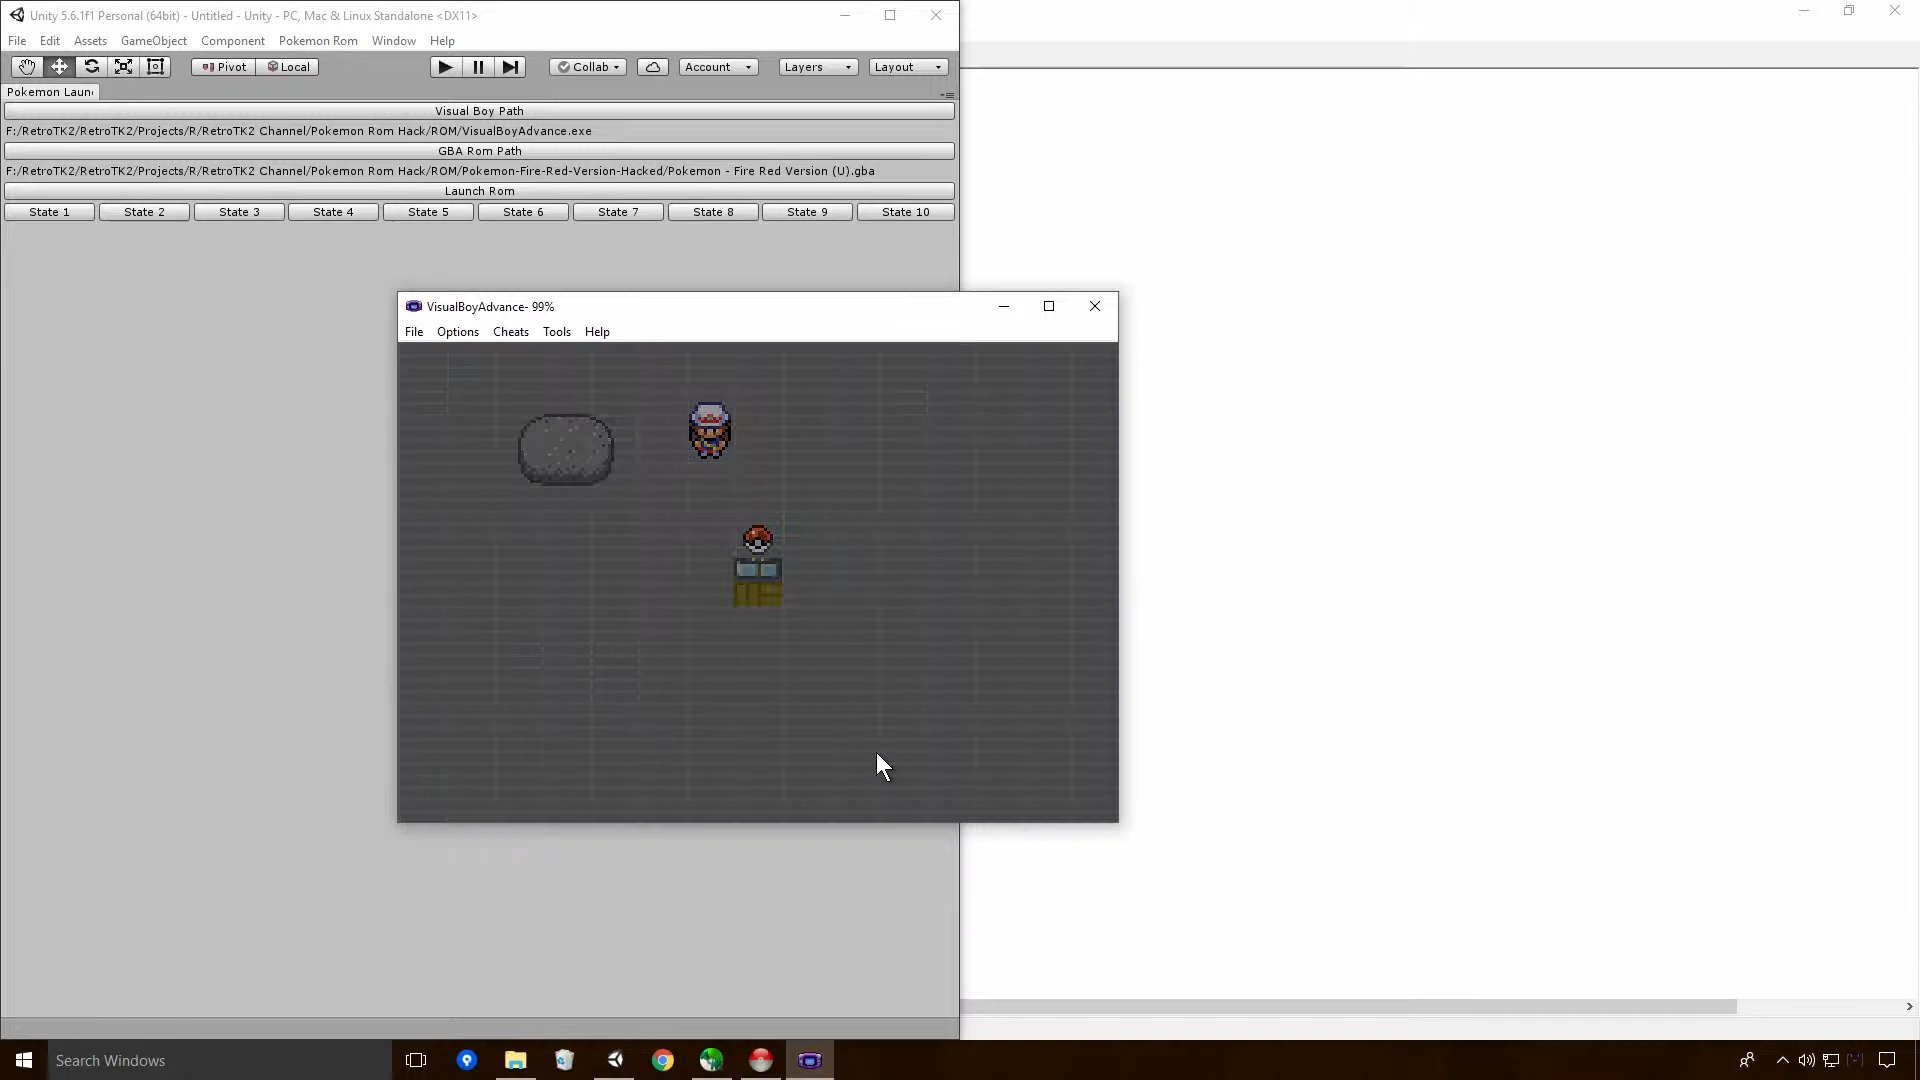 Unity 5.6.1f1 Personal (64bit) - Untitled - Unity - PC, Mac & Linux Standalone <DX11>
File Edit Assets GameObject Component Pokemon Rom Window Help
Pivot Local Collab Account Layers Layout
Pokemon Laun
Visual Boy Path
F:/RetroTK2/RetroTK2/Projects/R/RetroTK2 Channel/Pokemon Rom Hack/ROM/VisualBoyAdvance.exe
GBA Rom Path
F:/RetroTK2/RetroTK2/Projects/R/RetroTK2 Channel/Pokemon Rom Hack/ROM/Pokemon-Fire-Red-Version-Hacked/Pokemon - Fire Red Version (U).gba
Launch Rom
State 1 State 2 State 3 State 4 State 5 State 6 State 7 State 8 State 9 State 10
VisualBoyAdvance- 99%
File Options Cheats Tools Help
Search Windows